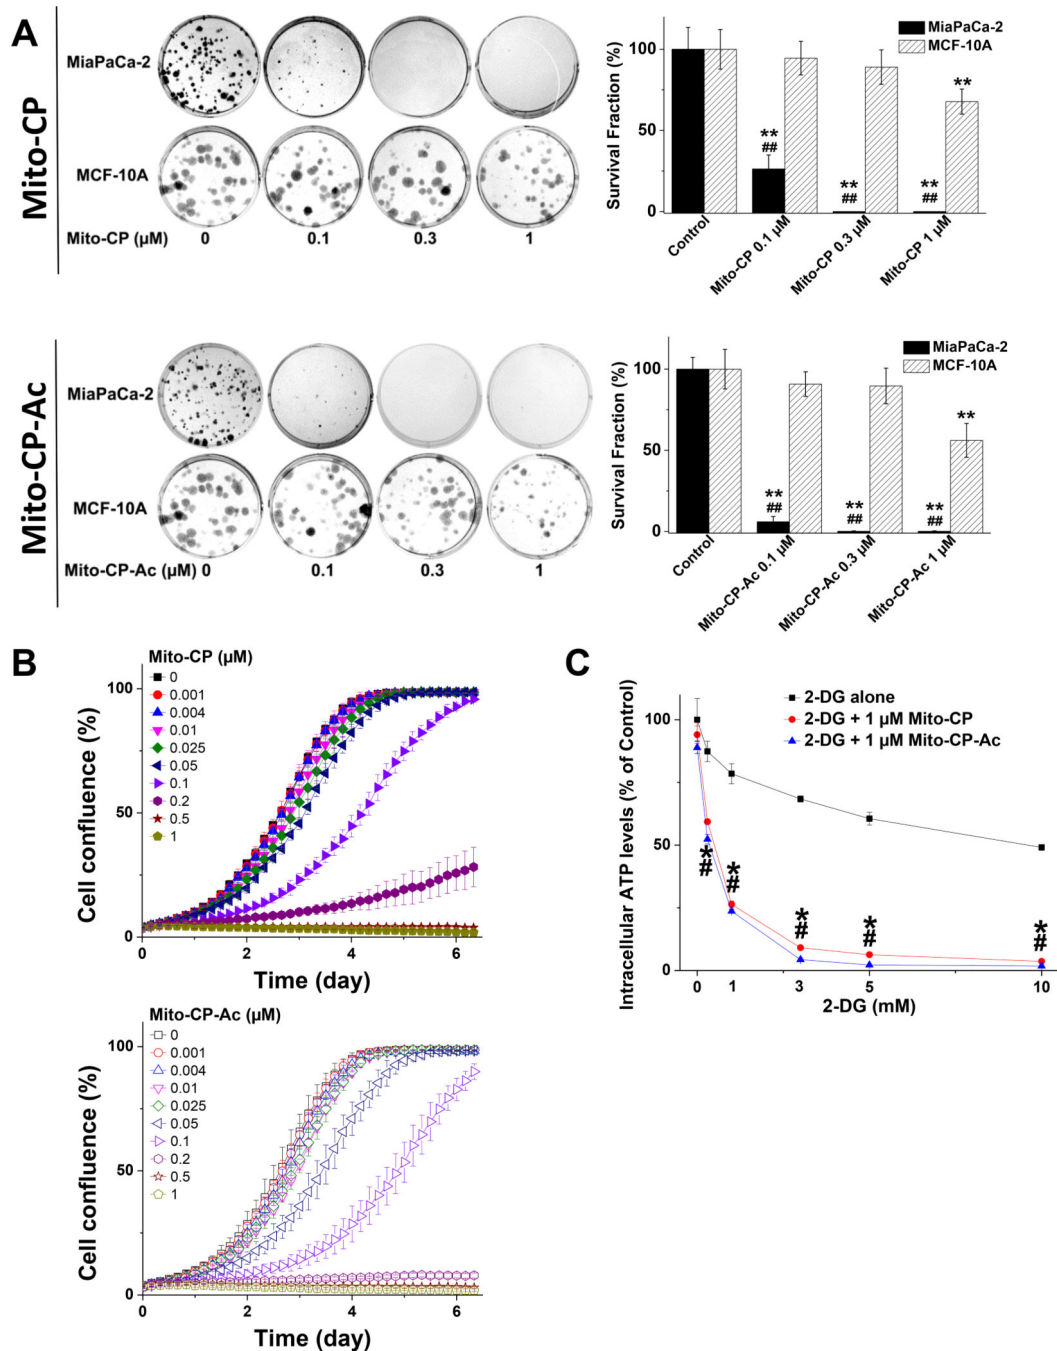 A
Mito-CP
MiaPaCa-2
MCF-10A
Mito-CP (µM)
0
0.1
0.3
1
Survival Fraction (%)
100
50
0
MiaPaCa-2
MCF-10A
**
##
**
##
**
##
**
Control
Mito-CP 0.1 µM
Mito-CP 0.3 µM
Mito-CP 1 µM
Mito-CP-Ac
MiaPaCa-2
MCF-10A
Mito-CP-Ac (µM)
0
0.1
0.3
1
Survival Fraction (%)
100
50
0
MiaPaCa-2
MCF-10A
**
##
**
##
**
##
**
Control
Mito-CP-Ac 0.1 µM
Mito-CP-Ac 0.3 µM
Mito-CP-Ac 1 µM
B
Mito-CP (µM)
0
0.001
0.004
0.01
0.025
0.05
0.1
0.2
0.5
1
Cell confluence (%)
100
50
0
0 2 4 6
Time (day)
Mito-CP-Ac (µM)
0
0.001
0.004
0.01
0.025
0.05
0.1
0.2
0.5
1
Cell confluence (%)
100
50
0
0 2 4 6
Time (day)
C
2-DG alone
2-DG + 1 µM Mito-CP
2-DG + 1 µM Mito-CP-Ac
Intracellular ATP levels (% of Control)
100
50
0
*
#
*
#
*
#
*
#
*
#
0 1 3 5 10
2-DG (mM)